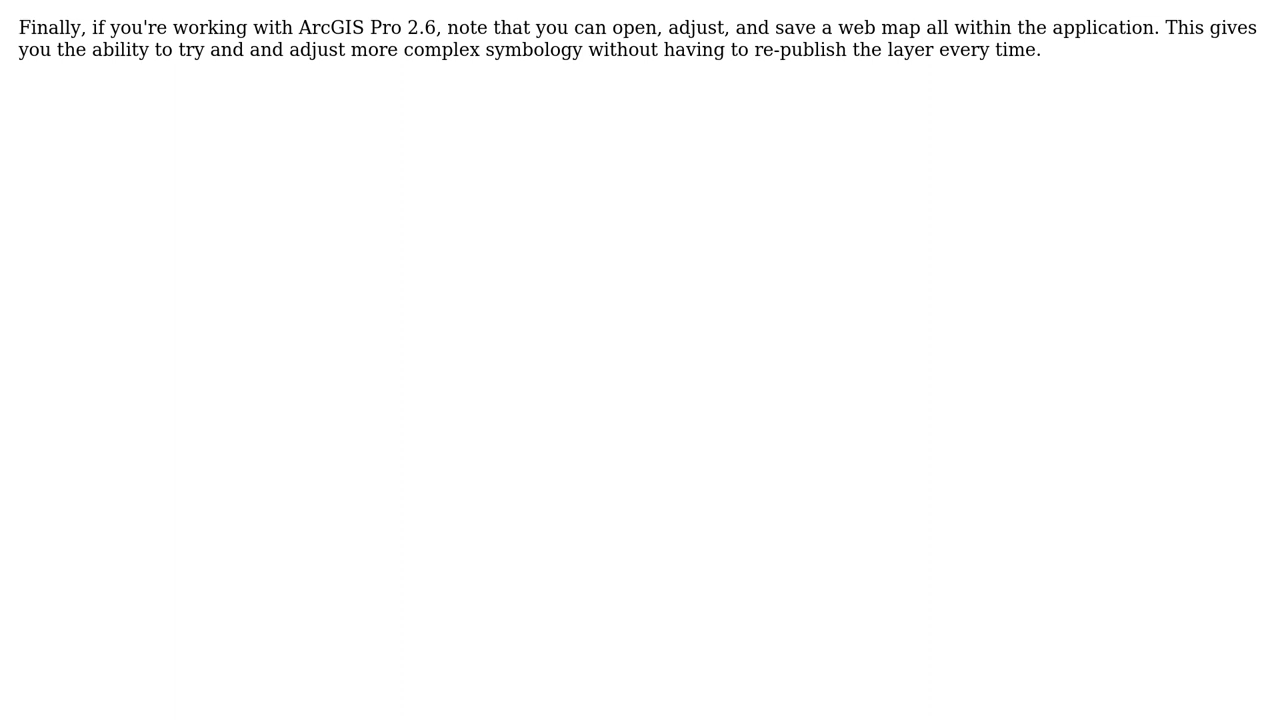 Finally, if you're working with ArcGIS Pro 2.6, note that you can open, adjust, and save a web map all within the application. This gives
you the ability to try and and adjust more complex symbology without having to re-publish the layer every time.